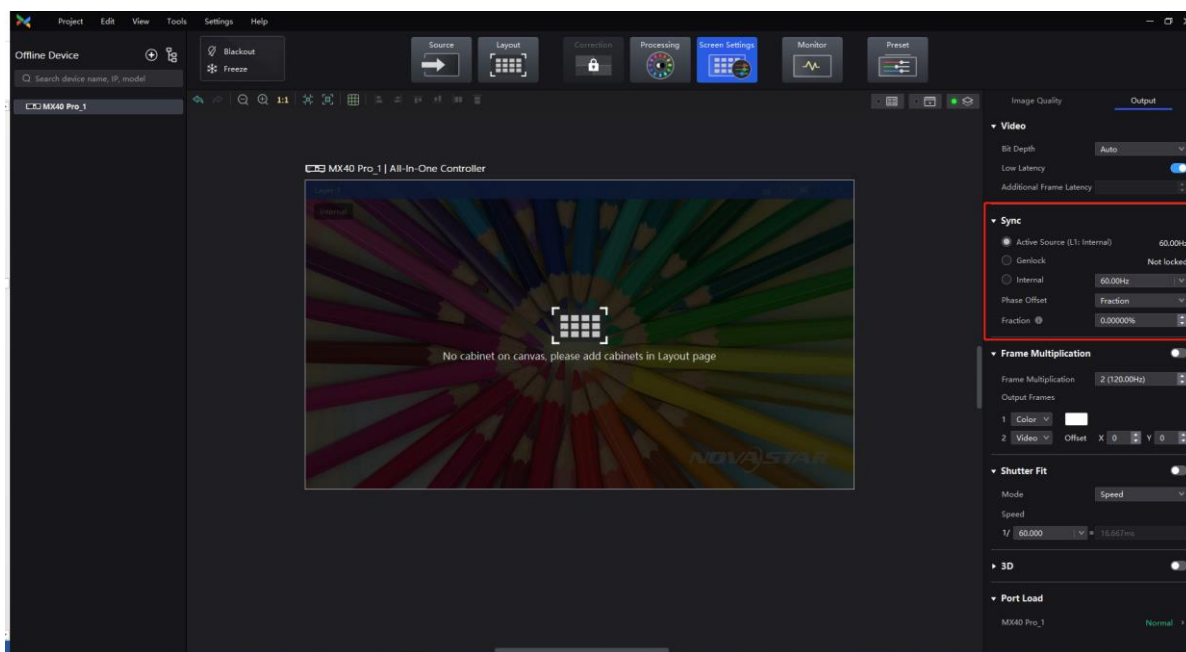 Project Edit View Tools Settings Help
Offline Device
Search device name, IP, model
MX40 Pro_1
Blackout
Freeze
Source Layout Correction Processing Screen Settings Monitor Preset
1:1
MX40 Pro_1 | All-In-One Controller
Layer 1
Internal
No cabinet on canvas, please add cabinets in Layout page
NOVASTAR
Image Quality Output
Video
Bit Depth Auto
Low Latency
Additional Frame Latency
Sync
Active Source (L1: Internal) 60.00Hz
Genlock Not locked
Internal 60.00Hz
Phase Offset Fraction
Fraction 0.00000%
Frame Multiplication
Frame Multiplication 2 (120.00Hz)
Output Frames
1 Color
2 Video Offset X 0 Y 0
Shutter Fit
Mode Speed
Speed
1/ 60.000 = 16.667ms
3D
Port Load
MX40 Pro_1 Normal